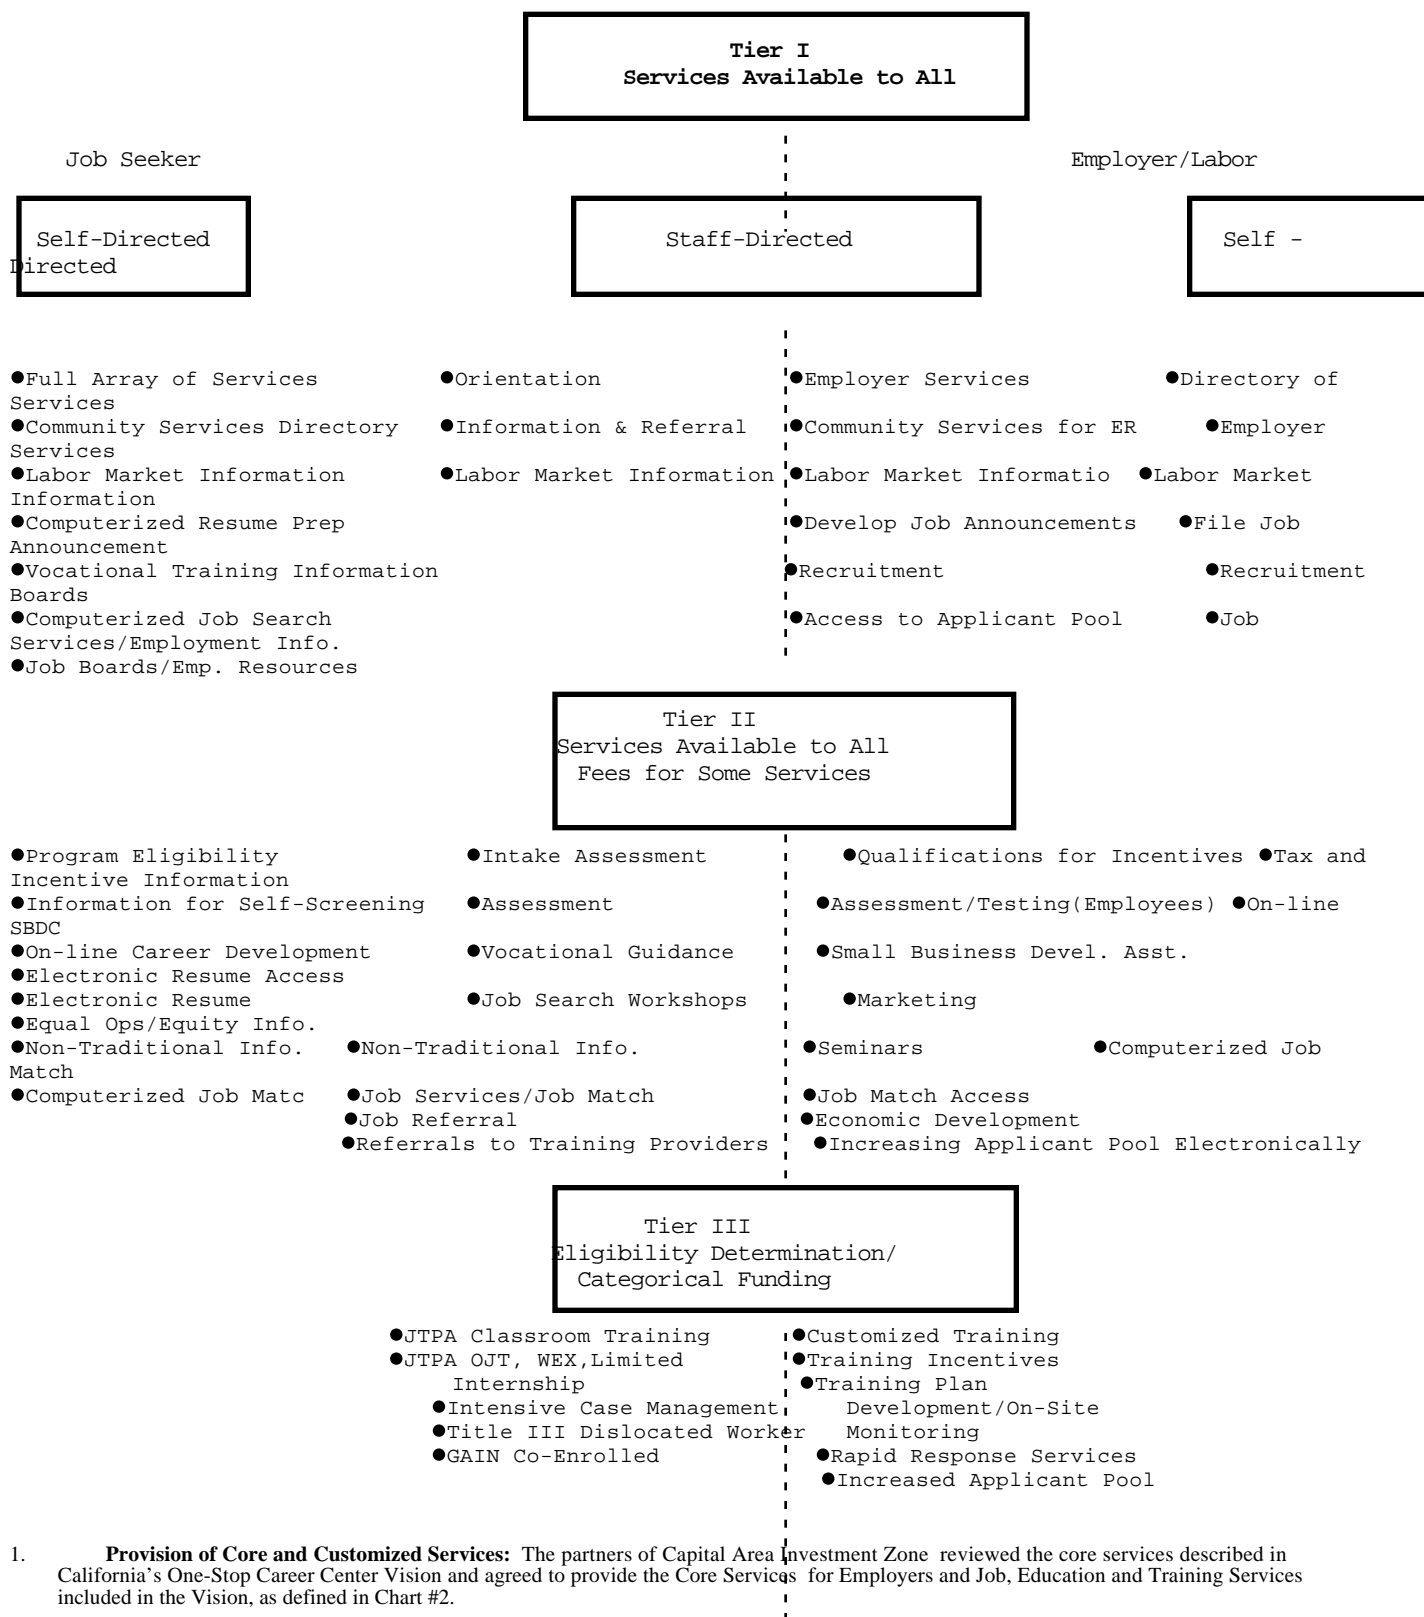 Tier I
Services Available to All
Job Seeker Employer/Labor
Self-Directed Staff-Directed Self -
Directed
●Full Array of Services ●Orientation ●Employer Services ●Directory of
Services
●Community Services Directory ●Information & Referral ●Community Services for ER ●Employer
Services
●Labor Market Information ●Labor Market Information ●Labor Market Informatio ●Labor Market
Information
●Computerized Resume Prep ●Develop Job Announcements ●File Job
Announcement
●Vocational Training Information ●Recruitment ●Recruitment
Boards
●Computerized Job Search ●Access to Applicant Pool ●Job
Services/Employment Info.
●Job Boards/Emp. Resources
Tier II
Services Available to All
Fees for Some Services
●Program Eligibility ●Intake Assessment ●Qualifications for Incentives ●Tax and
Incentive Information
●Information for Self-Screening ●Assessment ●Assessment/Testing(Employees) ●On-line
SBDC
●On-line Career Development ●Vocational Guidance ●Small Business Devel. Asst.
●Electronic Resume Access
●Electronic Resume ●Job Search Workshops ●Marketing
●Equal Ops/Equity Info.
●Non-Traditional Info. ●Non-Traditional Info. ●Seminars ●Computerized Job
Match
●Computerized Job Matc ●Job Services/Job Match ●Job Match Access
●Job Referral ●Economic Development
●Referrals to Training Providers ●Increasing Applicant Pool Electronically
Tier III
Eligibility Determination/
Categorical Funding
●JTPA Classroom Training ●Customized Training
●JTPA OJT, WEX,Limited ●Training Incentives
Internship ●Training Plan
●Intensive Case Management Development/On-Site
●Title III Dislocated Worker Monitoring
●GAIN Co-Enrolled ●Rapid Response Services
●Increased Applicant Pool
1. Provision of Core and Customized Services: The partners of Capital Area Investment Zone reviewed the core services described in
California's One-Stop Career Center Vision and agreed to provide the Core Services for Employers and Job, Education and Training Services
included in the Vision, as defined in Chart #2.